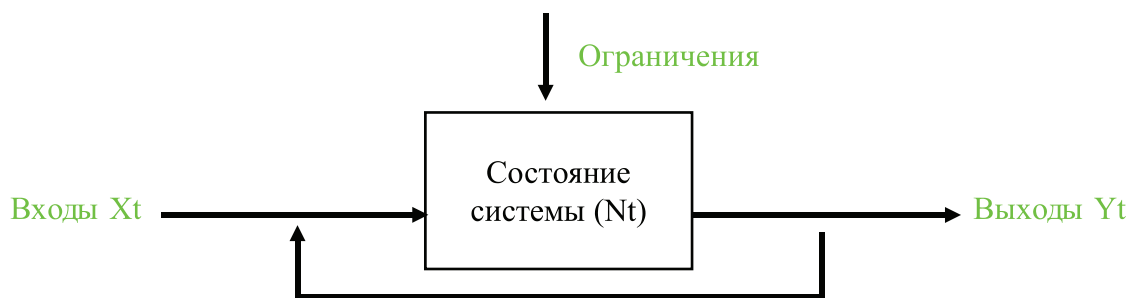 Ограничения
Состояние
системы (Nt)
Входы Xt
Выходы Yt